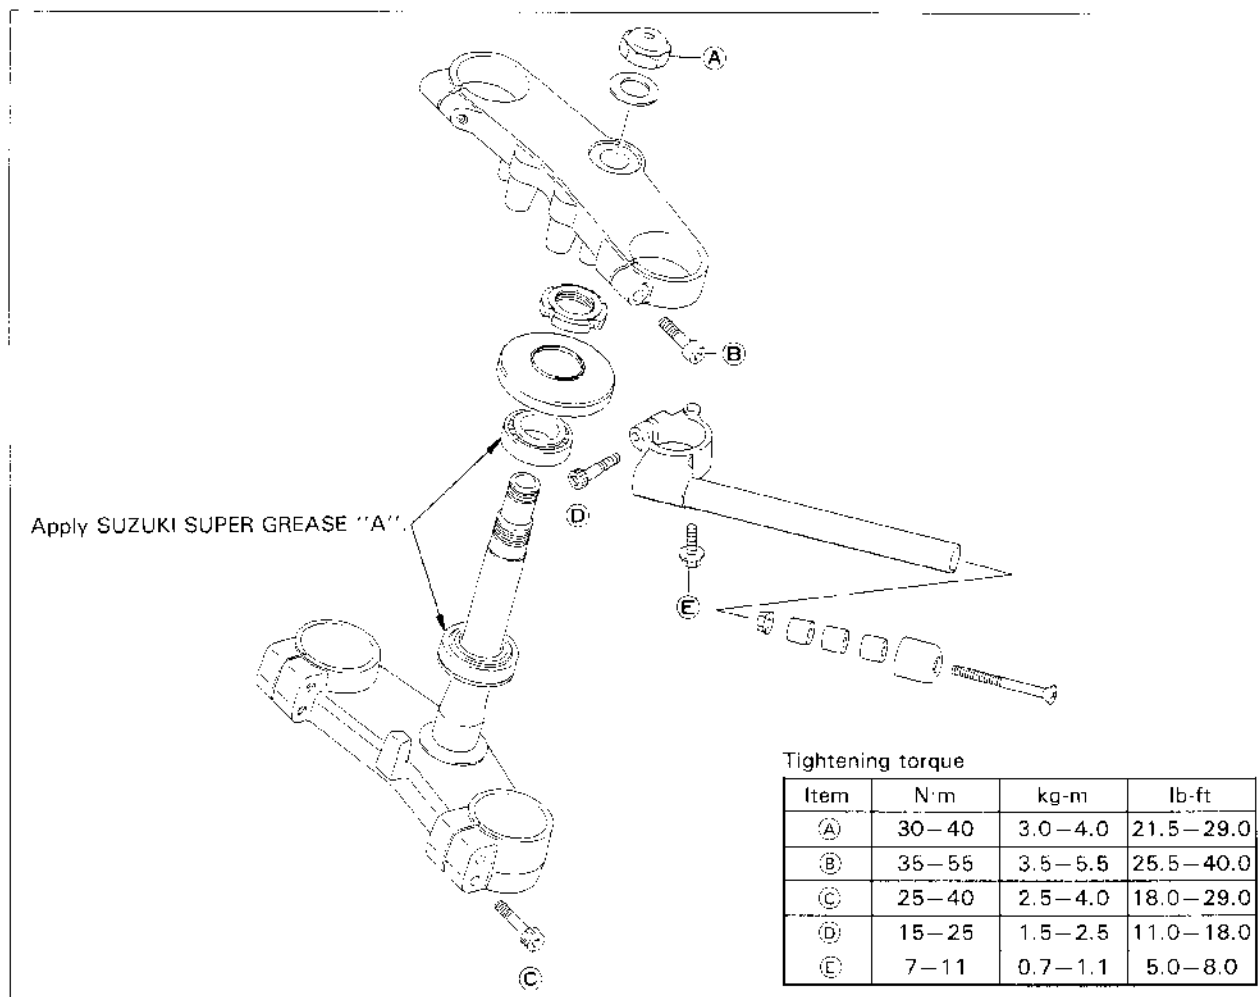 Ⓐ
Ⓑ
Ⓓ
Apply SUZUKI SUPER GREASE ''A''.
Ⓔ
Ⓒ
Tightening torque
Item N·m kg-m lb-ft
Ⓐ 30–40 3.0–4.0 21.5–29.0
Ⓑ 35–55 3.5–5.5 25.5–40.0
Ⓒ 25–40 2.5–4.0 18.0–29.0
Ⓓ 15–25 1.5–2.5 11.0–18.0
Ⓔ 7–11 0.7–1.1 5.0–8.0